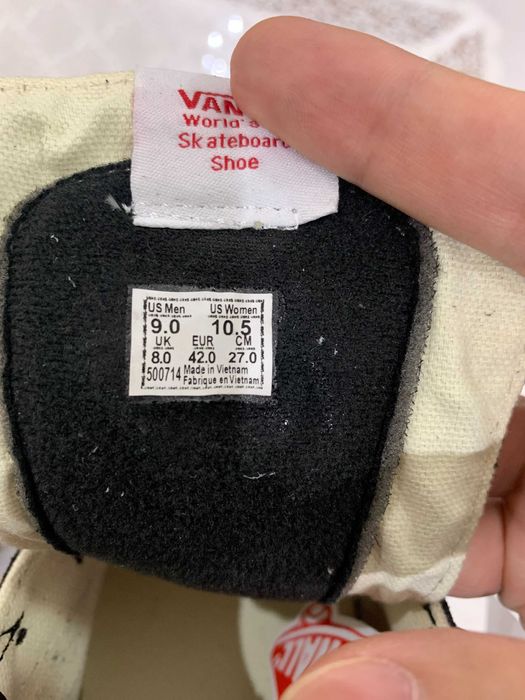 VAN
World's
Skateboard
Shoe
US Men US Women
9.0 10.5
UK EUR CM
8.0 42.0 27.0
500714 Made in Vietnam
Fabrique en Vietnam